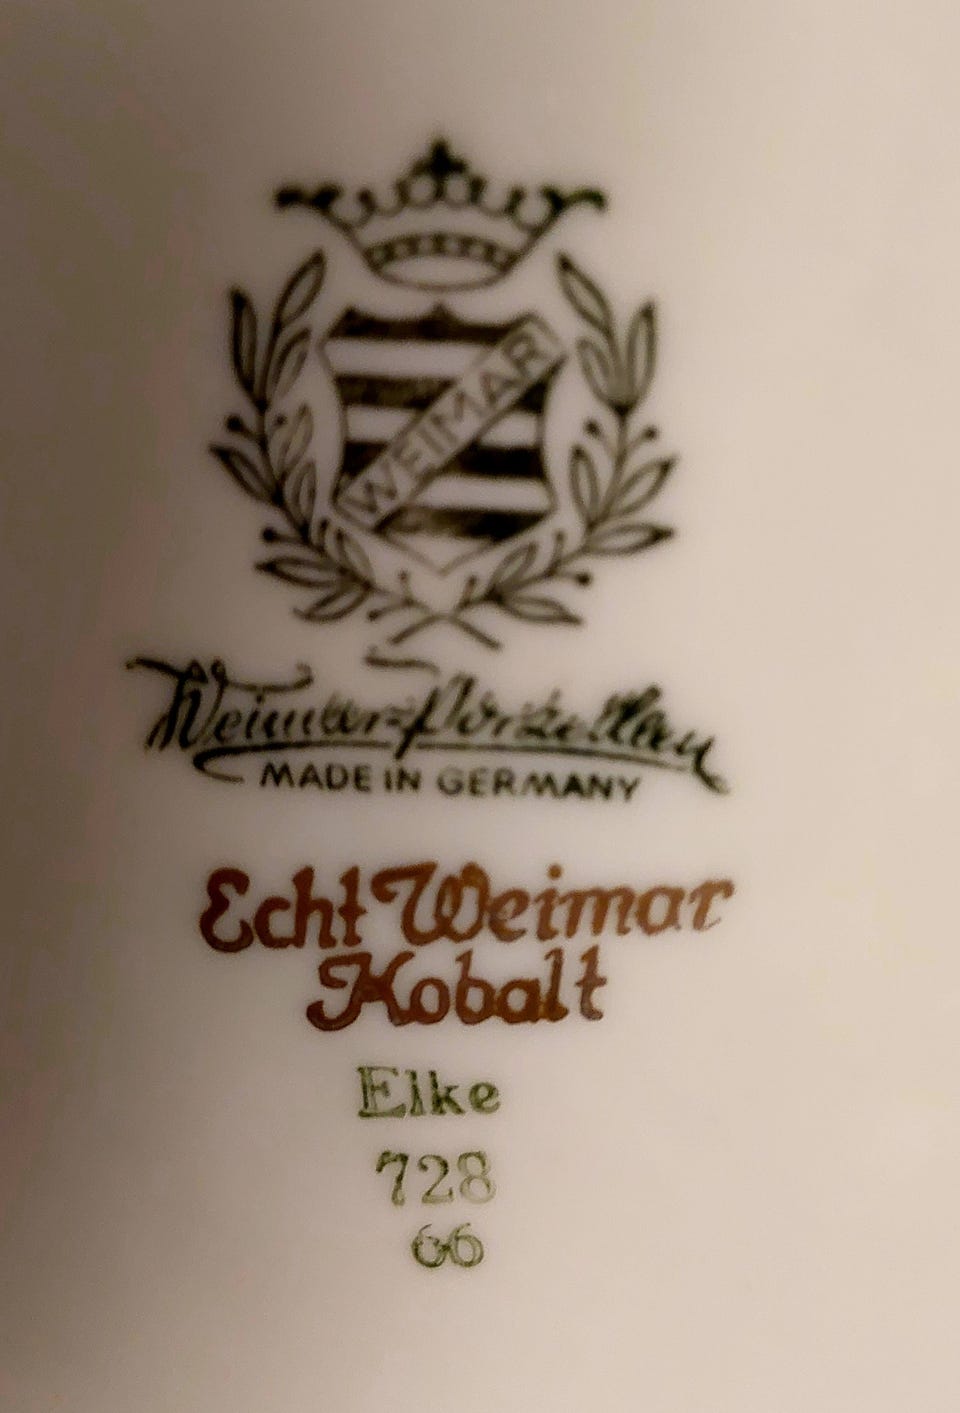 WEIMAR
Weimar-Porzellan
MADE IN GERMANY
Echt Weimar
Kobalt
Elke
728
66